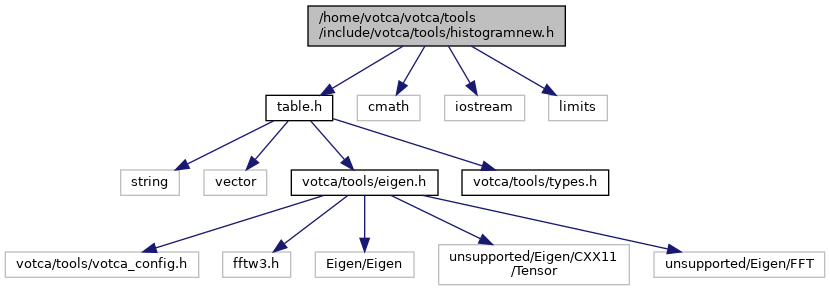 /home/votca/votca/tools
/include/votca/tools/histogramnew.h
table.h
cmath
iostream
limits
string
vector
votca/tools/eigen.h
votca/tools/types.h
votca/tools/votca_config.h
fftw3.h
Eigen/Eigen
unsupported/Eigen/CXX11
/Tensor
unsupported/Eigen/FFT